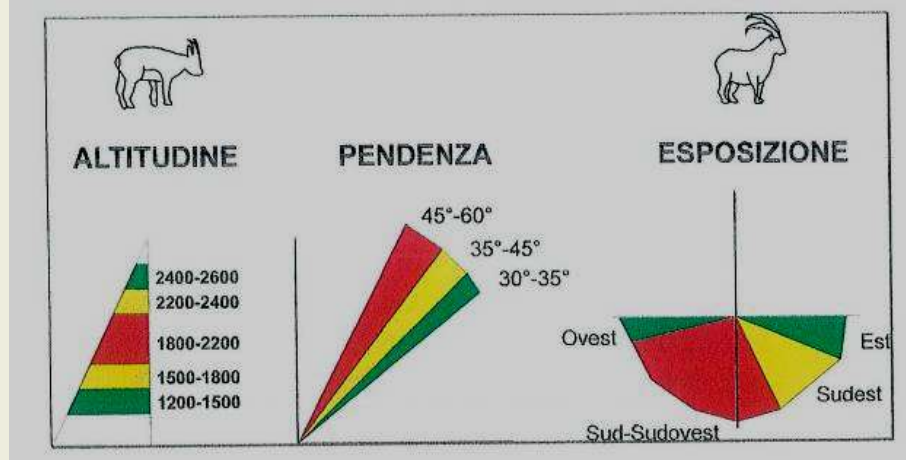 ALTITUDINE
2400-2600
2200-2400
1800-2200
1500-1800
1200-1500
PENDENZA
45°-60°
35°-45°
30°-35°
ESPOSIZIONE
Ovest
Est
Sudest
Sud-Sudovest